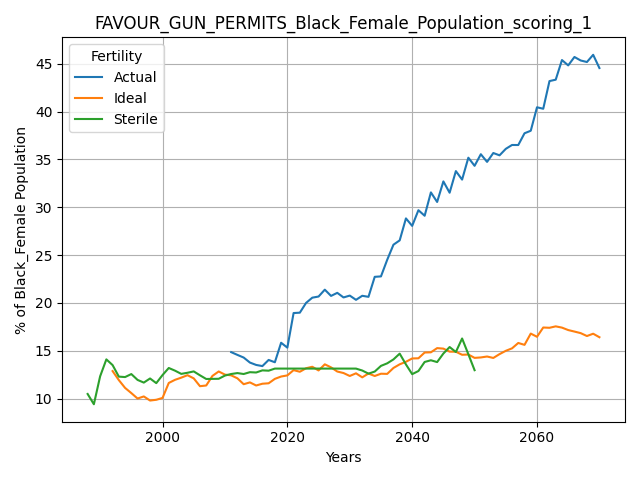 FAVOUR_GUN_PERMITS_Black_Female_Population_scoring_1
Fertility
Actual
Ideal
Sterile
% of Black_Female Population
45
40
35
30
25
20
15
10
2000
2020
2040
2060
Years